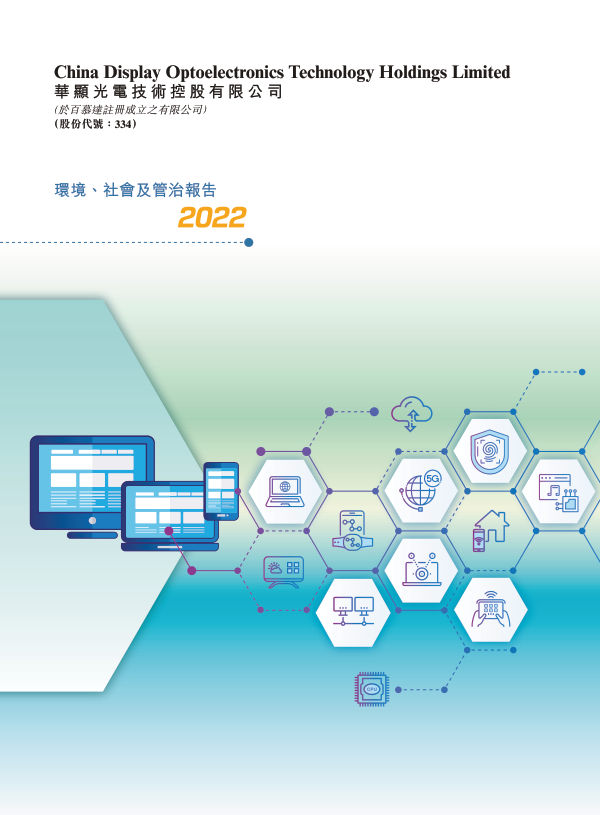 China Display Optoelectronics Technology Holdings Limited
華顯光電技術控股有限公司
(於百慕達註冊成立之有限公司)
(股份代號：334)
環境、社會及管治報告
2022
5G
CPU